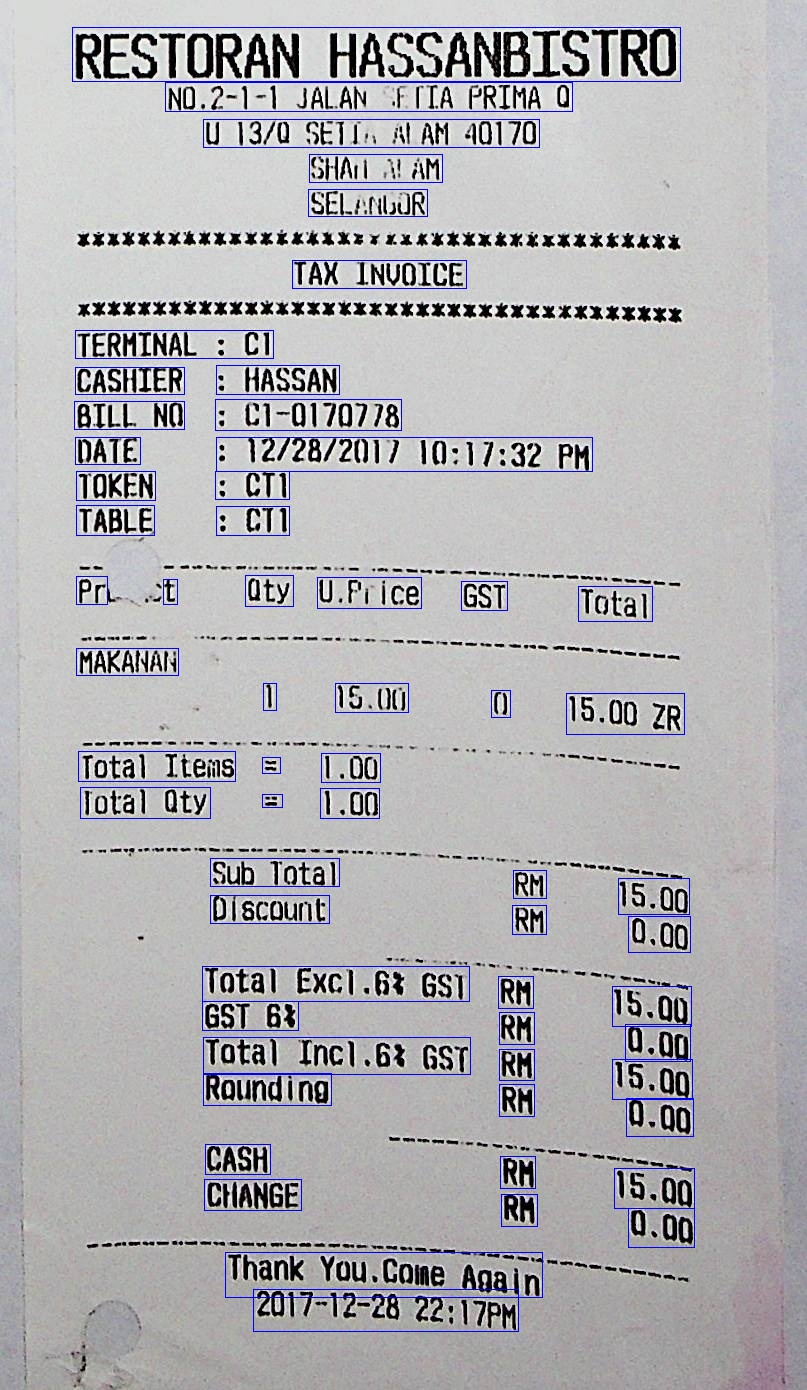 RESTORAN HASSANBISTRO
NO.2-1-1 JALAN SETIA PRIMA Q
U 13/Q SETIA ALAM 40170
SHAH ALAM
SELANGOR
*****************************************
TAX INVOICE
*****************************************
TERMINAL : C1
CASHIER : HASSAN
BILL NO : C1-0170778
DATE : 12/28/2017 10:17:32 PM
TOKEN : CT1
TABLE : CT1
Qty U.Price GST Total
MAKANAN
1 15.00 0 15.00 ZR
Total Items = 1.00
Total Qty = 1.00
Sub Total RM 15.00
Discount RM 0.00
Total Excl.6% GST RM 15.00
GST 6% RM 0.00
Total Incl.6% GST RM 15.00
Rounding RM 0.00
CASH RM 15.00
CHANGE RM 0.00
Thank You.Come Again
2017-12-28 22:17PM